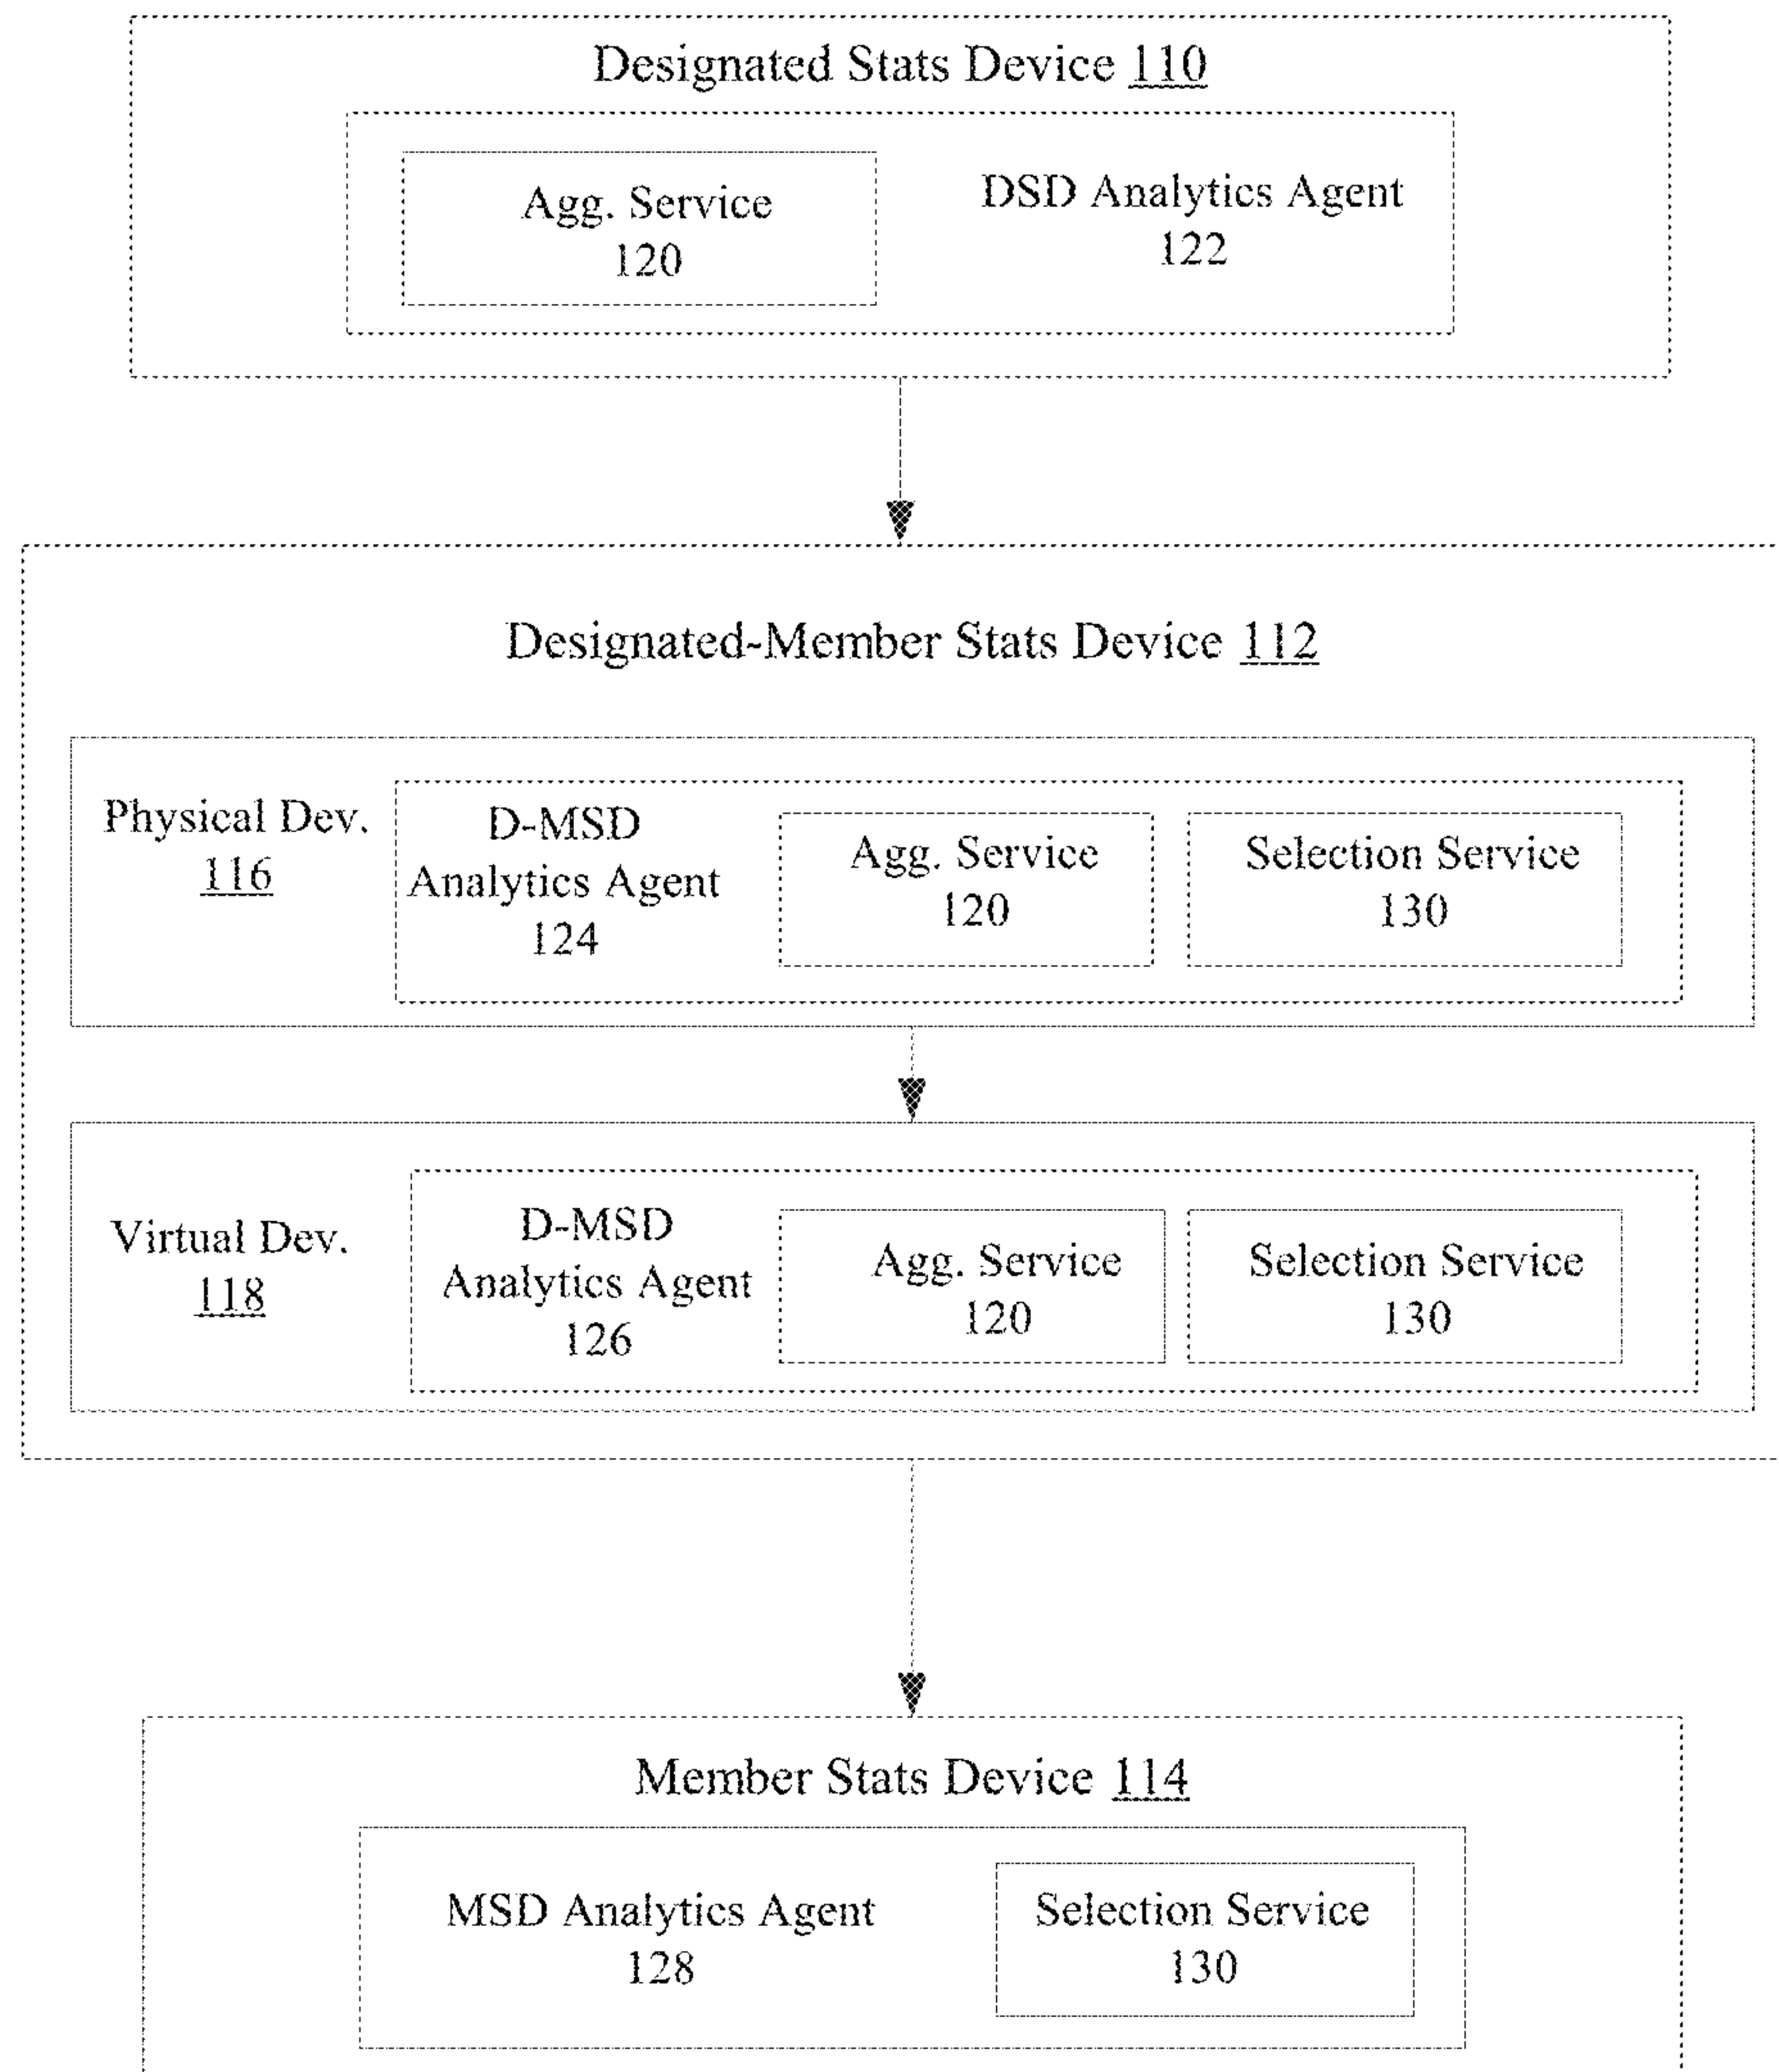 Designated Stats Device 110
Agg. Service
120
DSD Analytics Agent
122
Designated-Member Stats Device 112
Physical Dev.
116
D-MSD
Analytics Agent
124
Agg. Service
120
Selection Service
130
Virtual Dev.
118
D-MSD
Analytics Agent
126
Agg. Service
120
Selection Service
130
Member Stats Device 114
MSD Analytics Agent
128
Selection Service
130